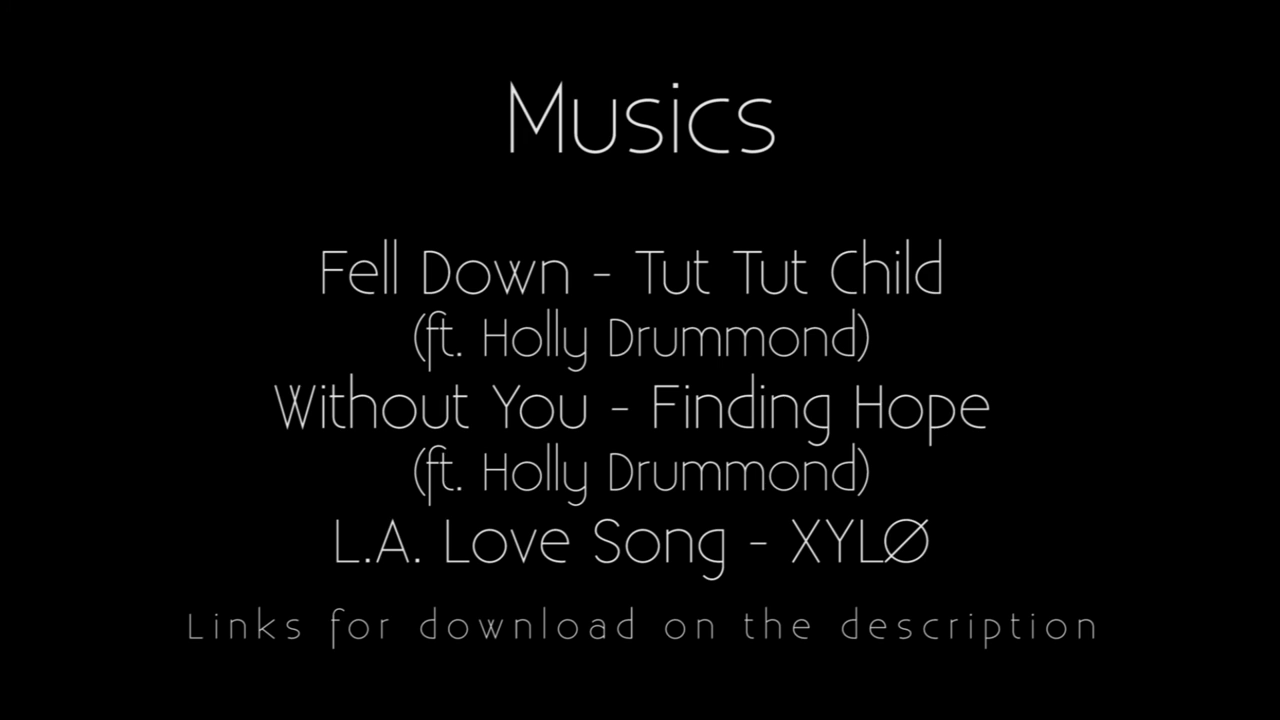 Musics
Fell Down - Tut Tut Child
(ft. Holly Drummond)
Without You - Finding Hope
(ft. Holly Drummond)
L.A. Love Song - XYLØ
Links for download on the description